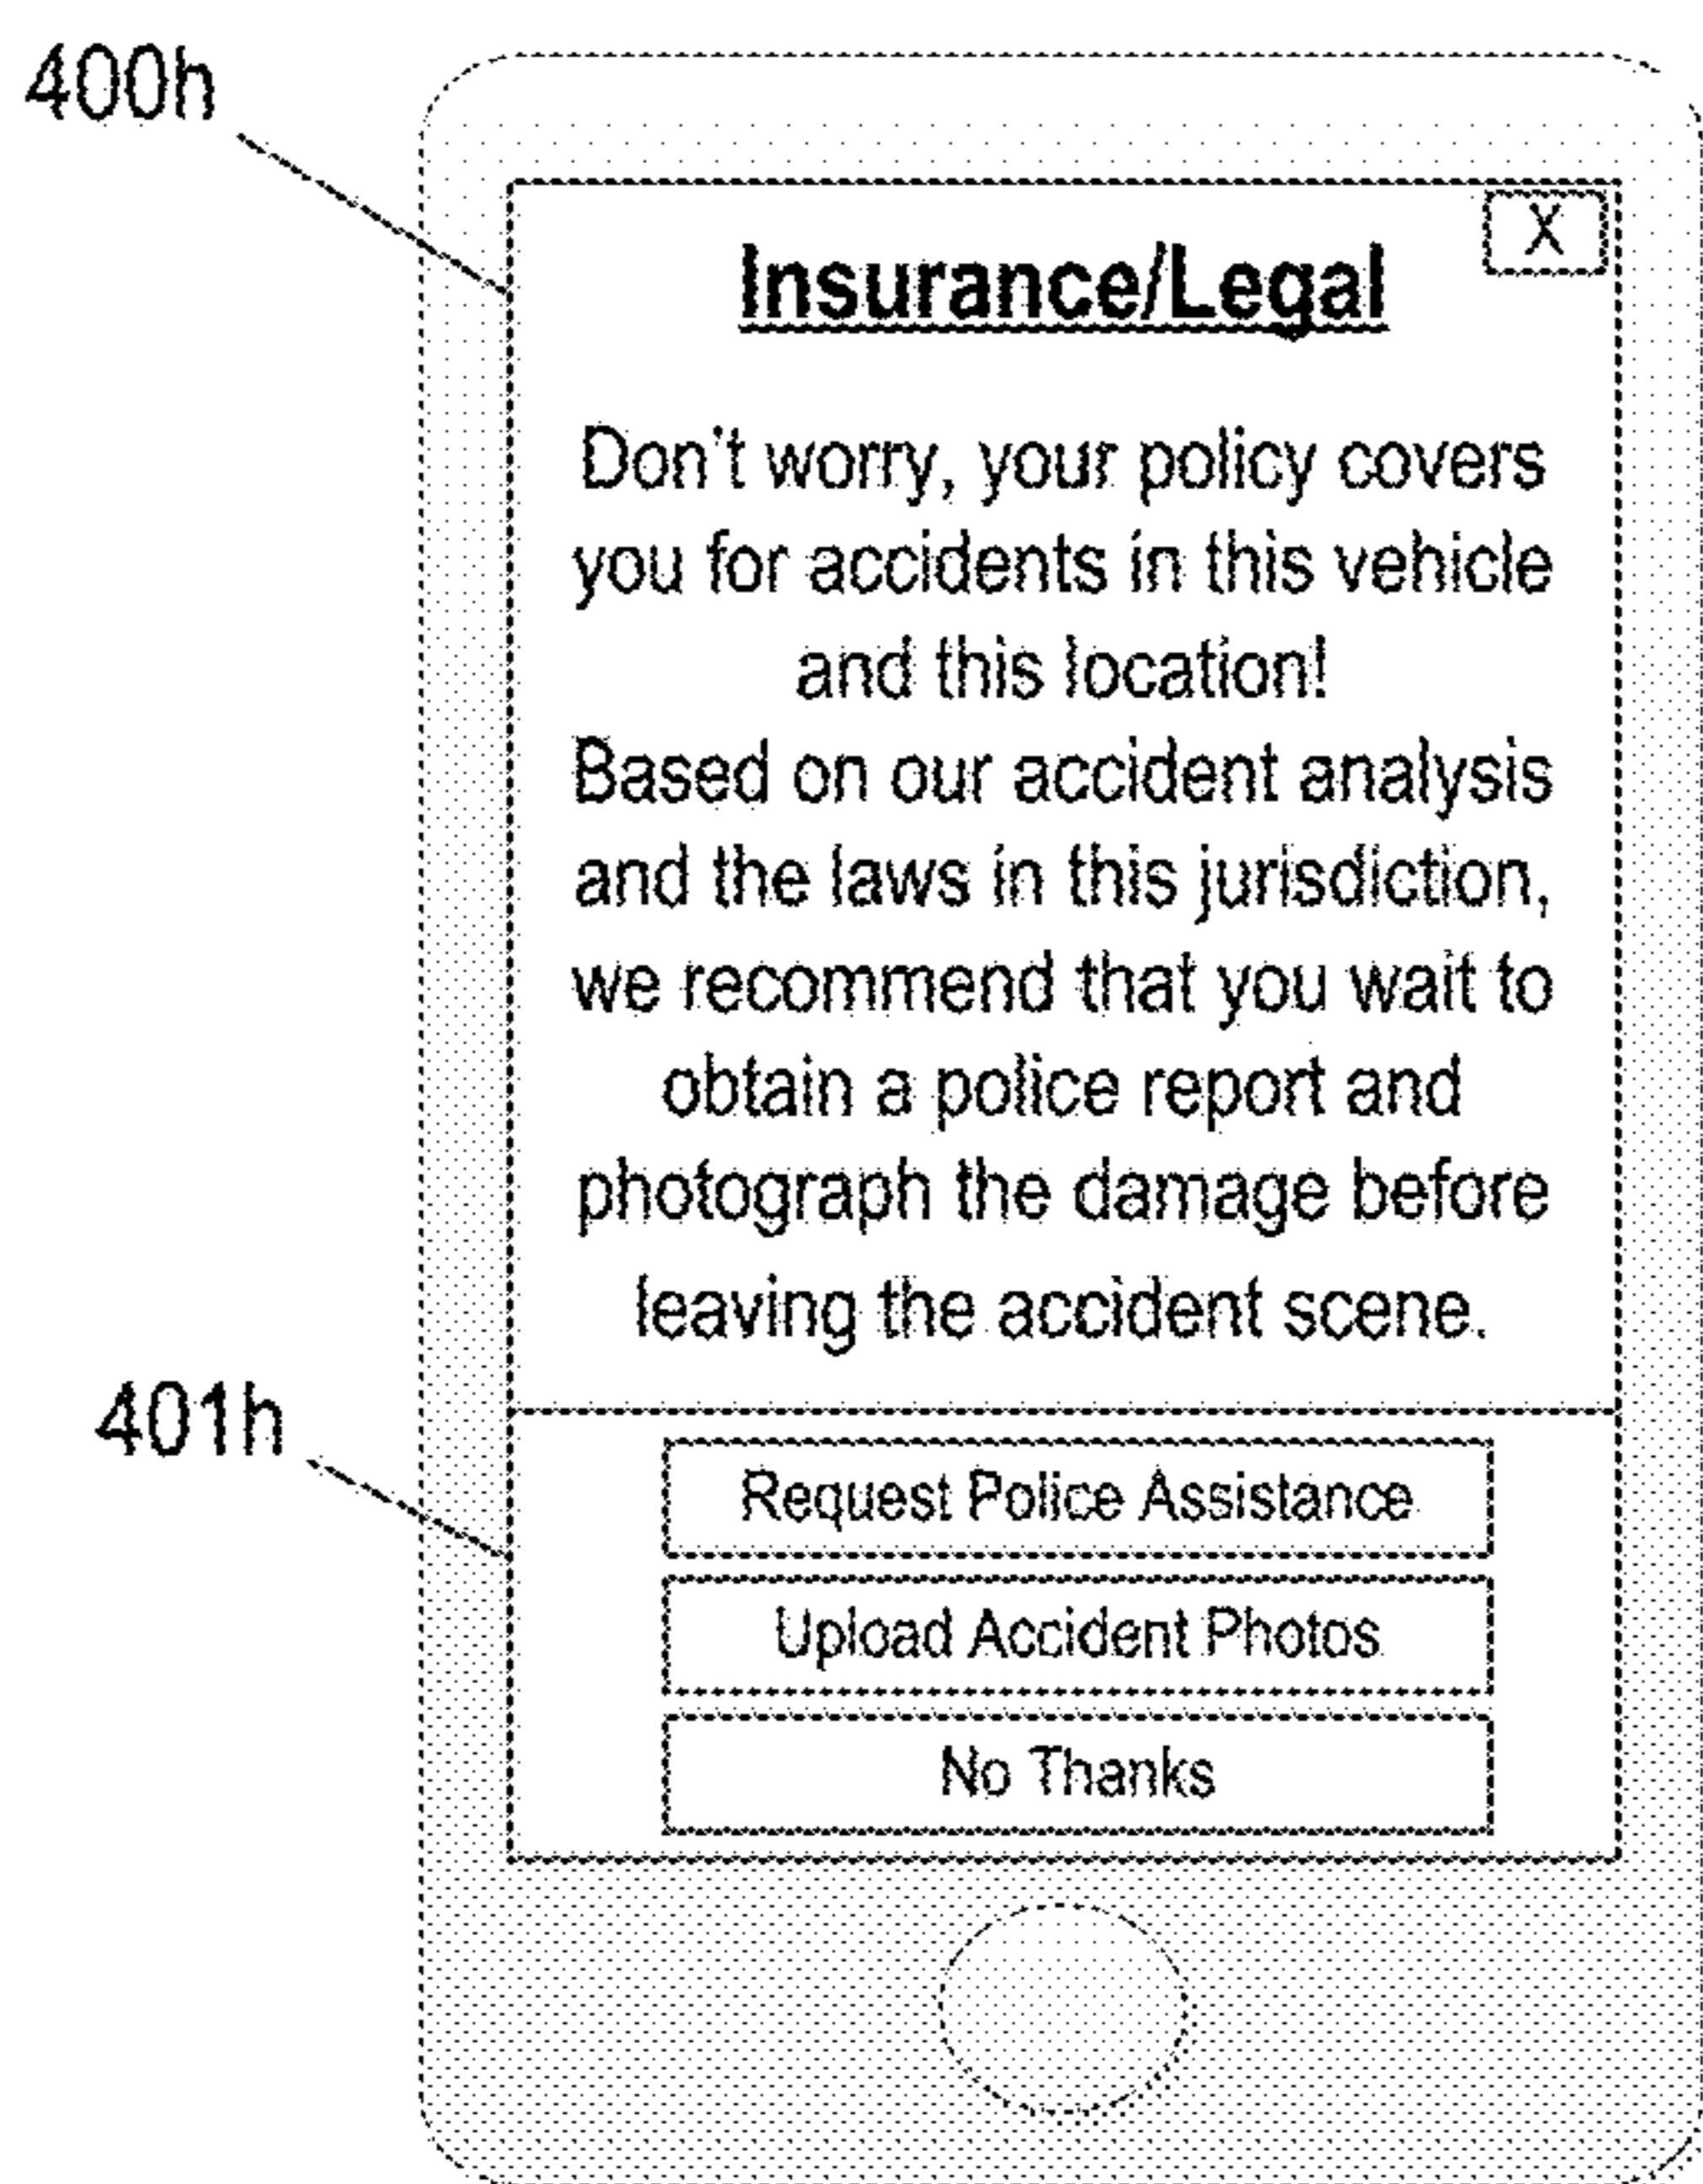 400h
X
Insurance/Legal
Don't worry, your policy covers
you for accidents in this vehicle
and this location!
Based on our accident analysis
and the laws in this jurisdiction,
we recommend that you wait to
obtain a police report and
photograph the damage before
leaving the accident scene.
401h
Request Police Assistance
Upload Accident Photos
No Thanks